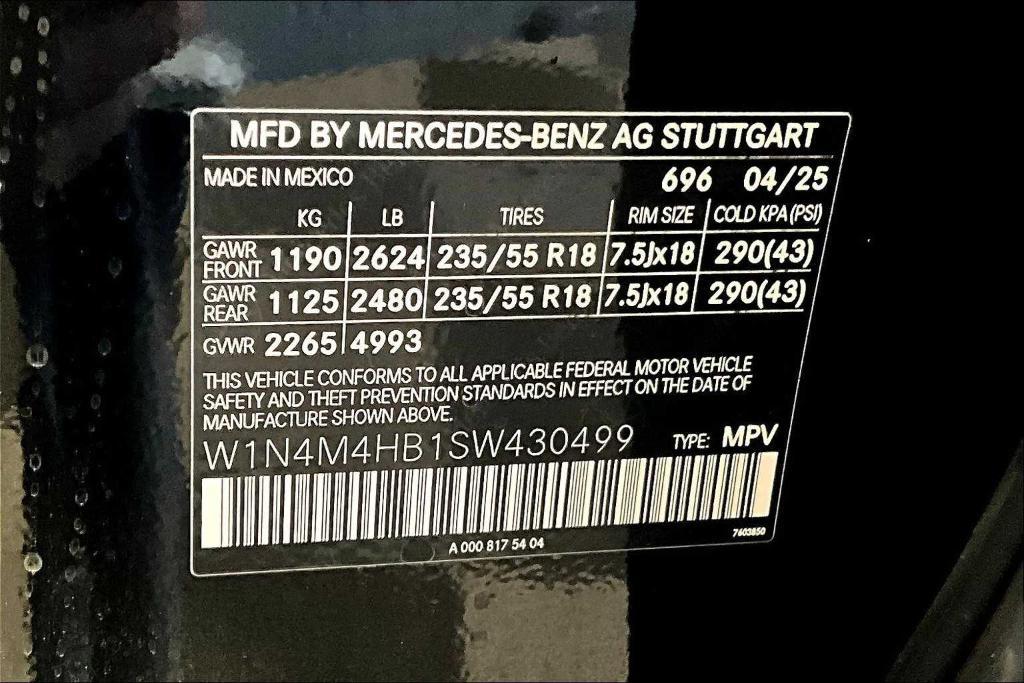 MFD BY MERCEDES-BENZ AG STUTTGART
MADE IN MEXICO 696 04/25
KG LB TIRES RIM SIZE COLD KPA (PSI)
GAWR FRONT 1190 2624 235/55 R18 7.5Jx18 290(43)
GAWR REAR 1125 2480 235/55 R18 7.5Jx18 290(43)
GVWR 2265 4993
THIS VEHICLE CONFORMS TO ALL APPLICABLE FEDERAL MOTOR VEHICLE
SAFETY AND THEFT PREVENTION STANDARDS IN EFFECT ON THE DATE OF
MANUFACTURE SHOWN ABOVE.
W1N4M4HB1SW430499 TYPE: MPV
A 000 817 54 04 7603850